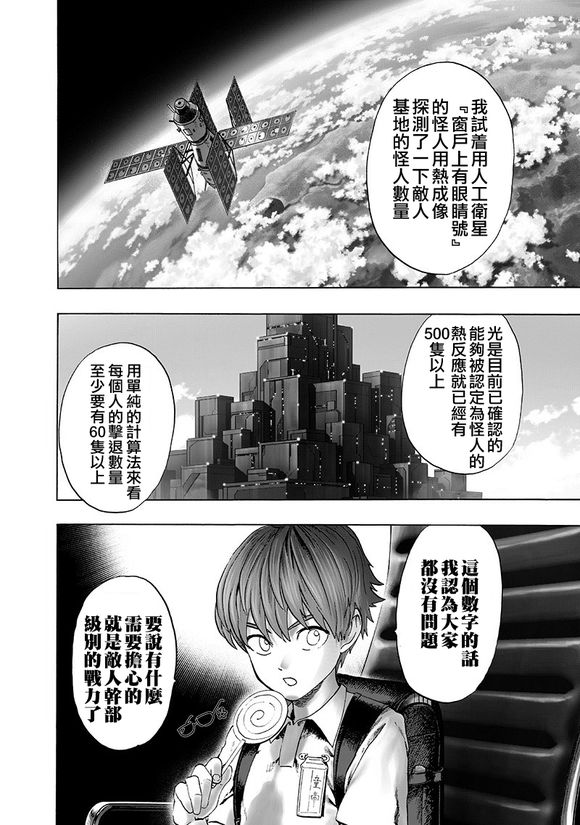 我試着用人工衛星
『窗戶上有眼睛號』
的怪人用熱成像
探測了一下敵人
基地的怪人數量
光是目前已確認的
能夠被認定為怪人的
熱反應就已經有
500隻以上
用單純的計算法來看
每個人的擊退數量
至少要有60隻以上
這個數字的話
我認為大家
都沒有問題
要說有什麼
需要擔心的
就是敵人幹部
級別的戰力了
童帝